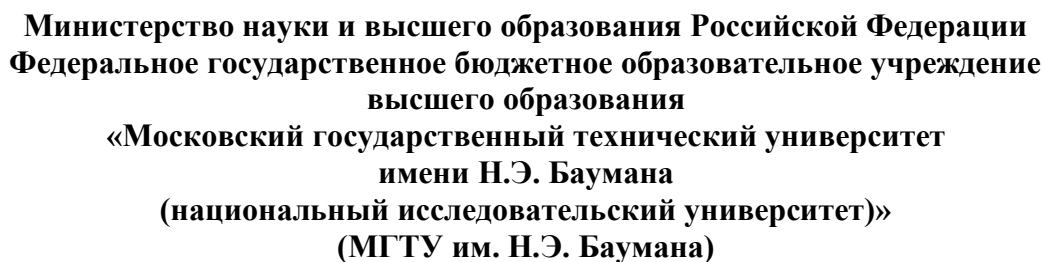 Министерство науки и высшего образования Российской Федерации
Федеральное государственное бюджетное образовательное учреждение
высшего образования
«Московский государственный технический университет
имени Н.Э. Баумана
(национальный исследовательский университет)»
(МГТУ им. Н.Э. Баумана)